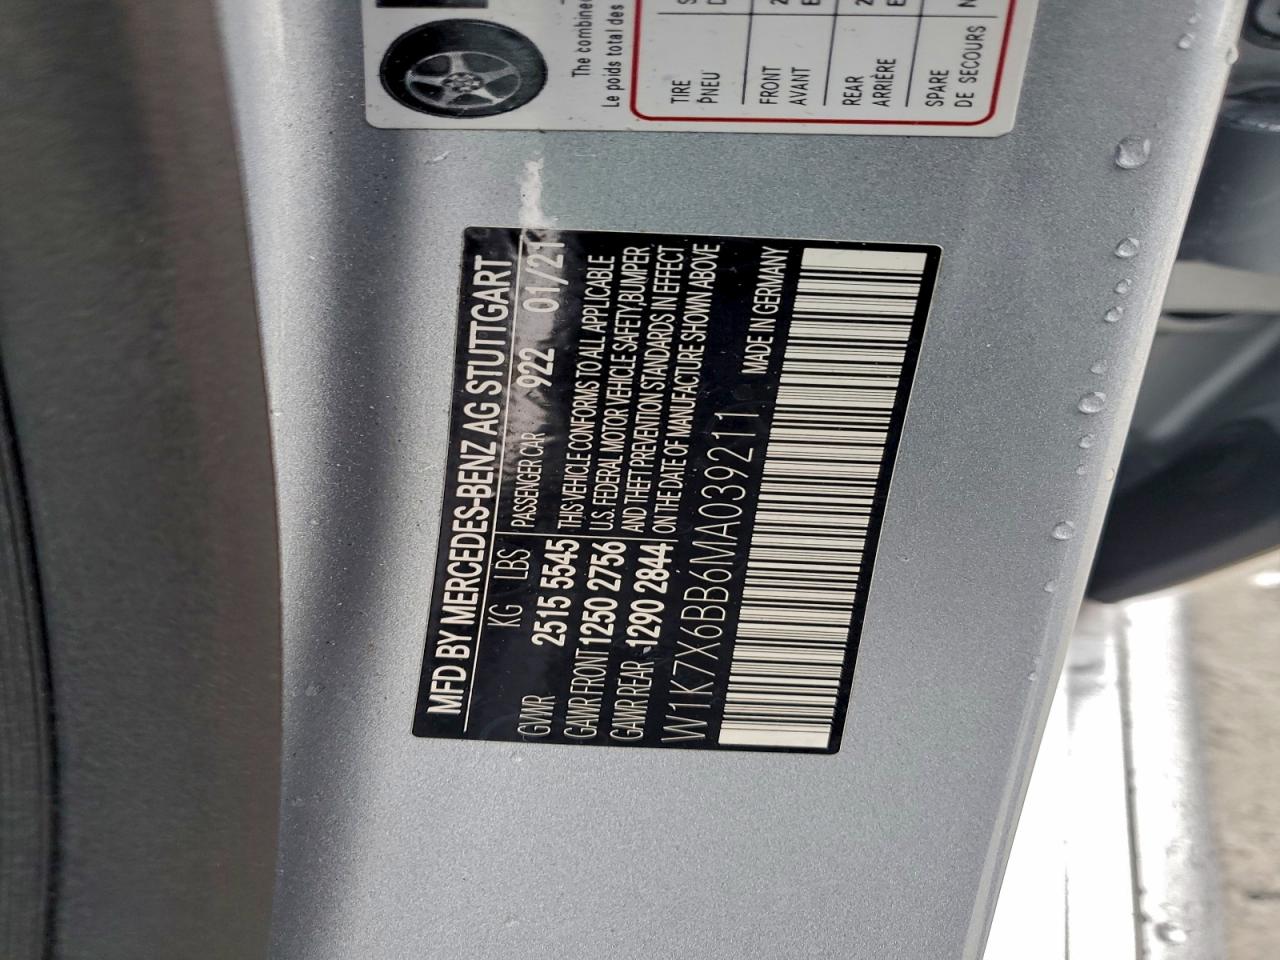 The combined
Le poids total des
TIRE
PNEU
FRONT
AVANT
REAR
ARRIÈRE
SPARE
DE SECOURS
MFD BY MERCEDES-BENZ AG STUTTGART
KG LBS PASSENGER CAR 922 01/21
GVWR 2515 5545 THIS VEHICLE CONFORMS TO ALL APPLICABLE
GAWR FRONT 1250 2756 U.S. FEDERAL MOTOR VEHICLE SAFETY, BUMPER
GAWR REAR 1290 2844 AND THEFT PREVENTION STANDARDS IN EFFECT
ON THE DATE OF MANUFACTURE SHOWN ABOVE
W1K7X6BB6MA039211
MADE IN GERMANY